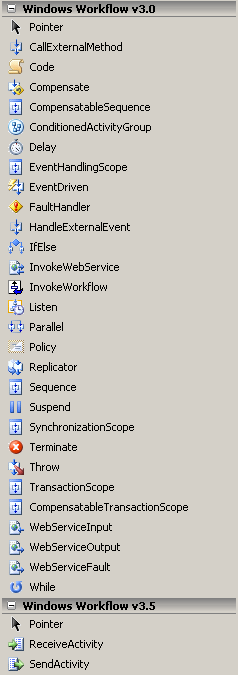 Windows Workflow v3.0
Pointer
CallExternalMethod
Code
Compensate
CompensatableSequence
ConditionedActivityGroup
Delay
EventHandlingScope
EventDriven
FaultHandler
HandleExternalEvent
IfElse
InvokeWebService
InvokeWorkflow
Listen
Parallel
Policy
Replicator
Sequence
Suspend
SynchronizationScope
Terminate
Throw
TransactionScope
CompensatableTransactionScope
WebServiceInput
WebServiceOutput
WebServiceFault
While
Windows Workflow v3.5
Pointer
ReceiveActivity
SendActivity